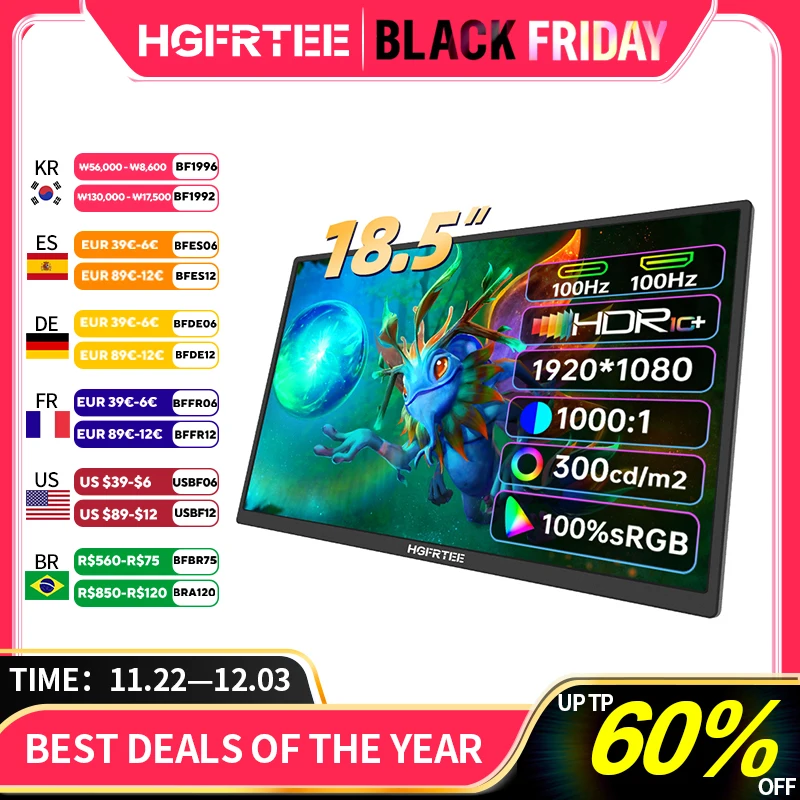 HGFRTEE BLACK FRIDAY
KR
₩56,000-₩8,600 BF1996
₩130,000-₩17,500 BF1992
ES
EUR 39€-6€ BFES06
EUR 89€-12€ BFES12
DE
EUR 39€-6€ BFDE06
EUR 89€-12€ BFDE12
FR
EUR 39€-6€ BFFR06
EUR 89€-12€ BFFR12
US
US $39-$6 USBF06
US $89-$12 USBF12
BR
R$560-R$75 BFBR75
R$850-R$120 BRA120
18.5"
100Hz 100Hz
HDR10+
1920*1080
1000:1
300cd/m2
100%sRGB
HGFRTEE
TIME: 11.22—12.03
BEST DEALS OF THE YEAR
UP TP
60%
OFF